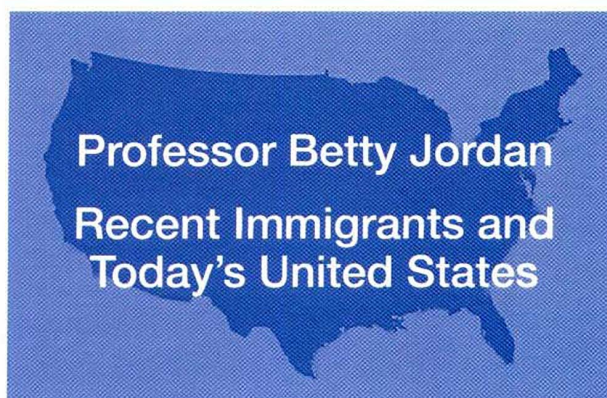 Professor Betty Jordan
Recent Immigrants and
Today's United States